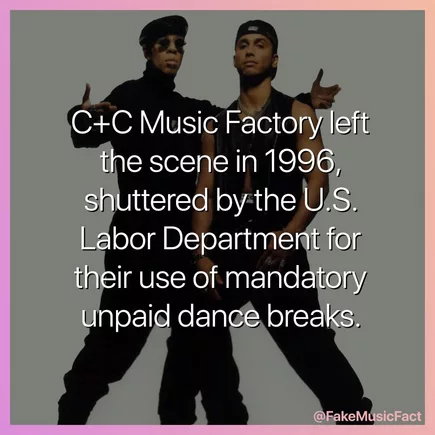 C+C Music Factory left
the scene in 1996,
shuttered by the U.S.
Labor Department for
their use of mandatory
unpaid dance breaks.
@FakeMusicFact